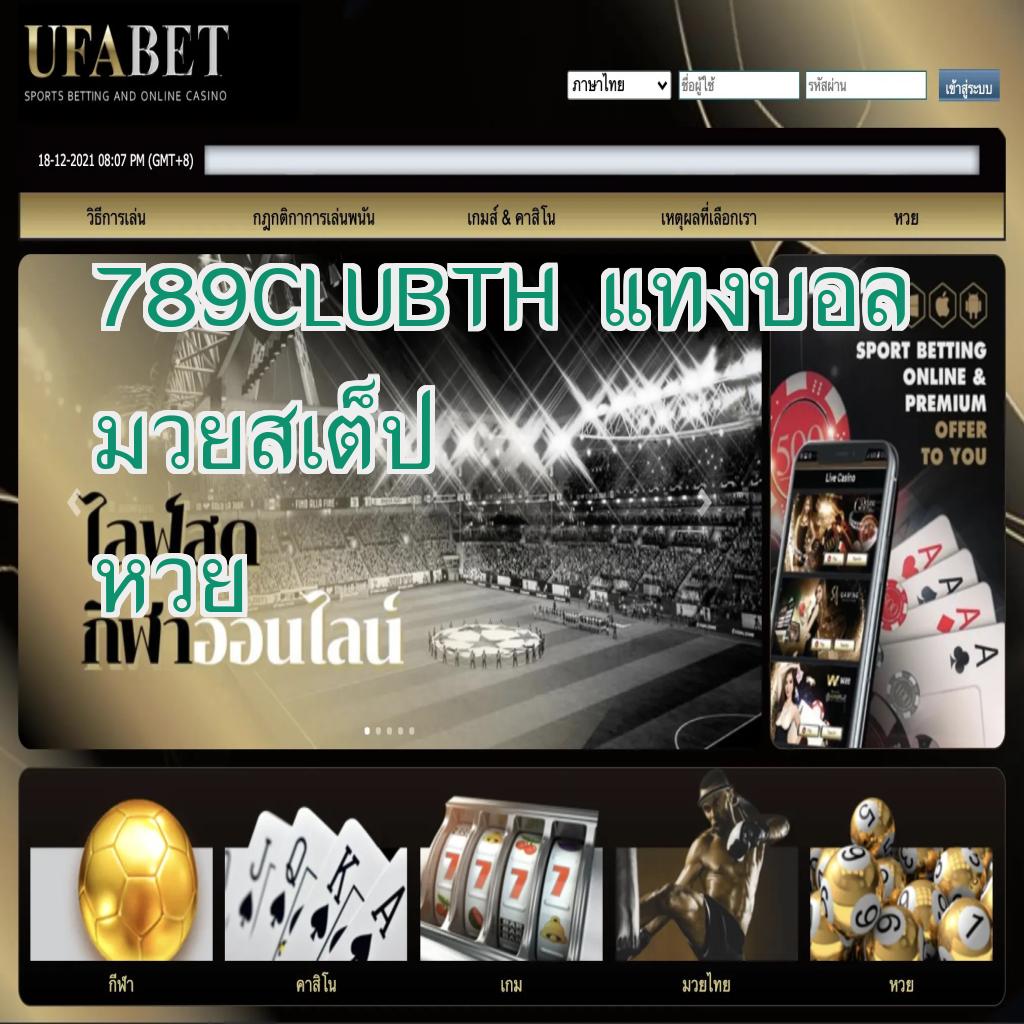 UFABET
SPORTS BETTING AND ONLINE CASINO
ภาษาไทย ชื่อผู้ใช้ รหัสผ่าน เข้าสู่ระบบ
18-12-2021 08:07 PM (GMT+8)
วิธีการเล่น กฎกติกาการเล่นพนัน เกมส์ & คาสิโน เหตุผลที่เลือกเรา หวย
789CLUBTH แทงบอล
มวยสเต็ป
หวย
ไลฟ์สด
กีฬาออนไลน์
SPORT BETTING
ONLINE &
PREMIUM
OFFER
TO YOU
Live Casino
กีฬา คาสิโน เกม มวยไทย หวย